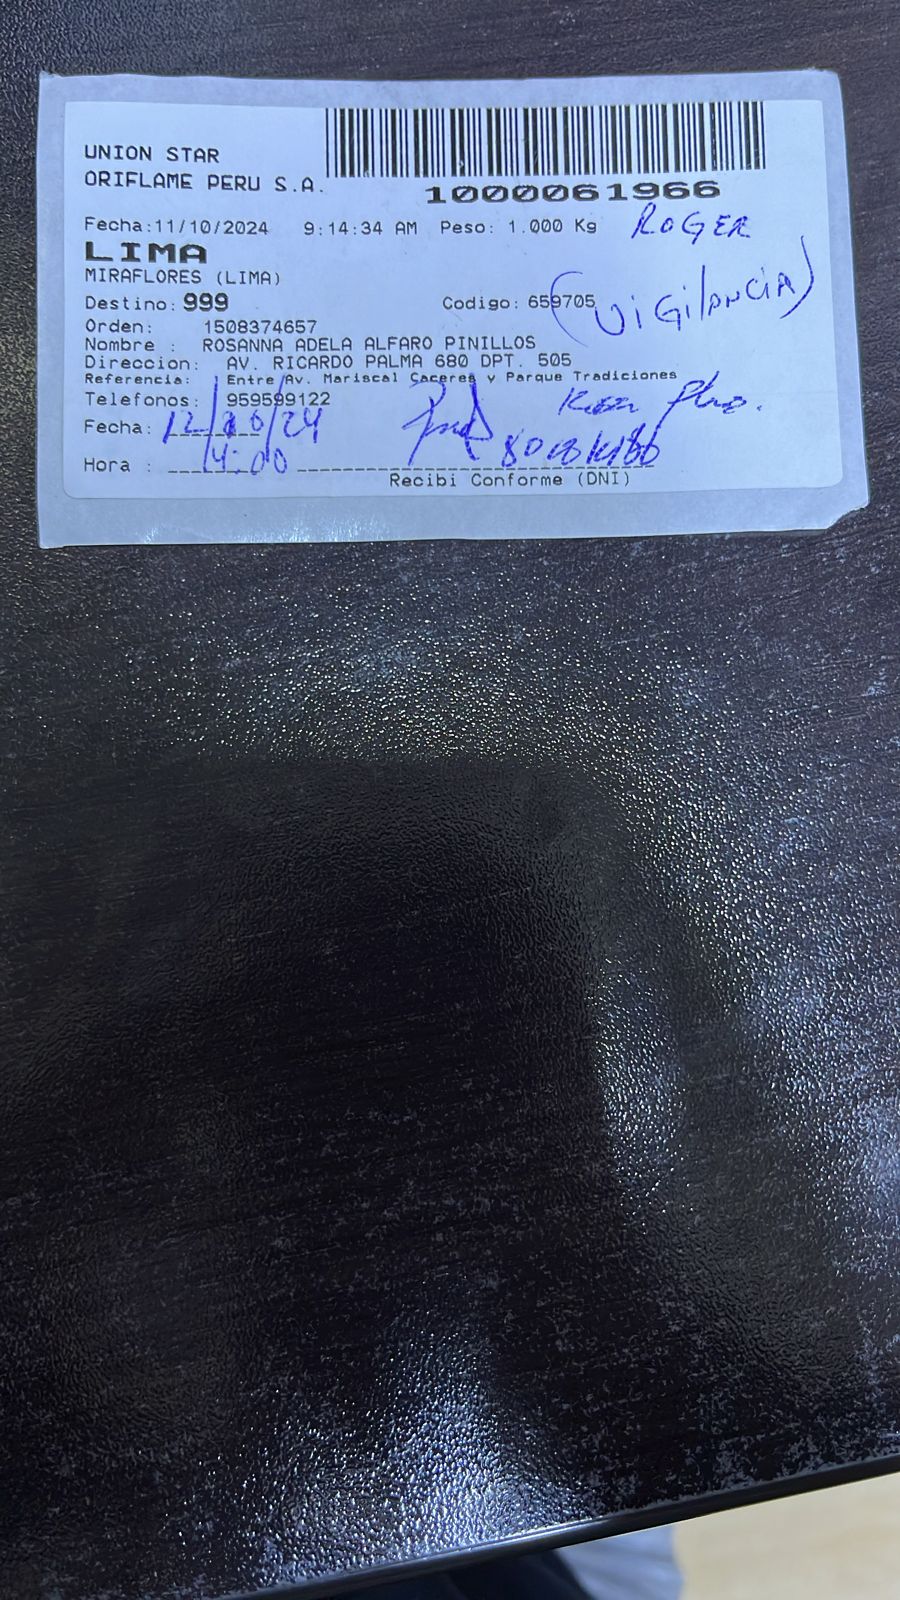 UNION STAR
ORIFLAME PERU S.A.
1000061966
Fecha:11/10/2024 9:14:34 AM Peso: 1.000 Kg ROGER
LIMA
MIRAFLORES (LIMA)
(VIGILANCIA)
Destino: 999 Codigo: 659705
Orden: 1508374657
Nombre : ROSANNA ADELA ALFARO PINILLOS
Direccion: AV. RICARDO PALMA 680 DPT. 505
Referencia: Entre Av. Mariscal Caceres y Parque Tradiciones
Telefonos: 959599122
Fecha: 12/10/24
Hora : 14:00
Recibi Conforme (DNI)